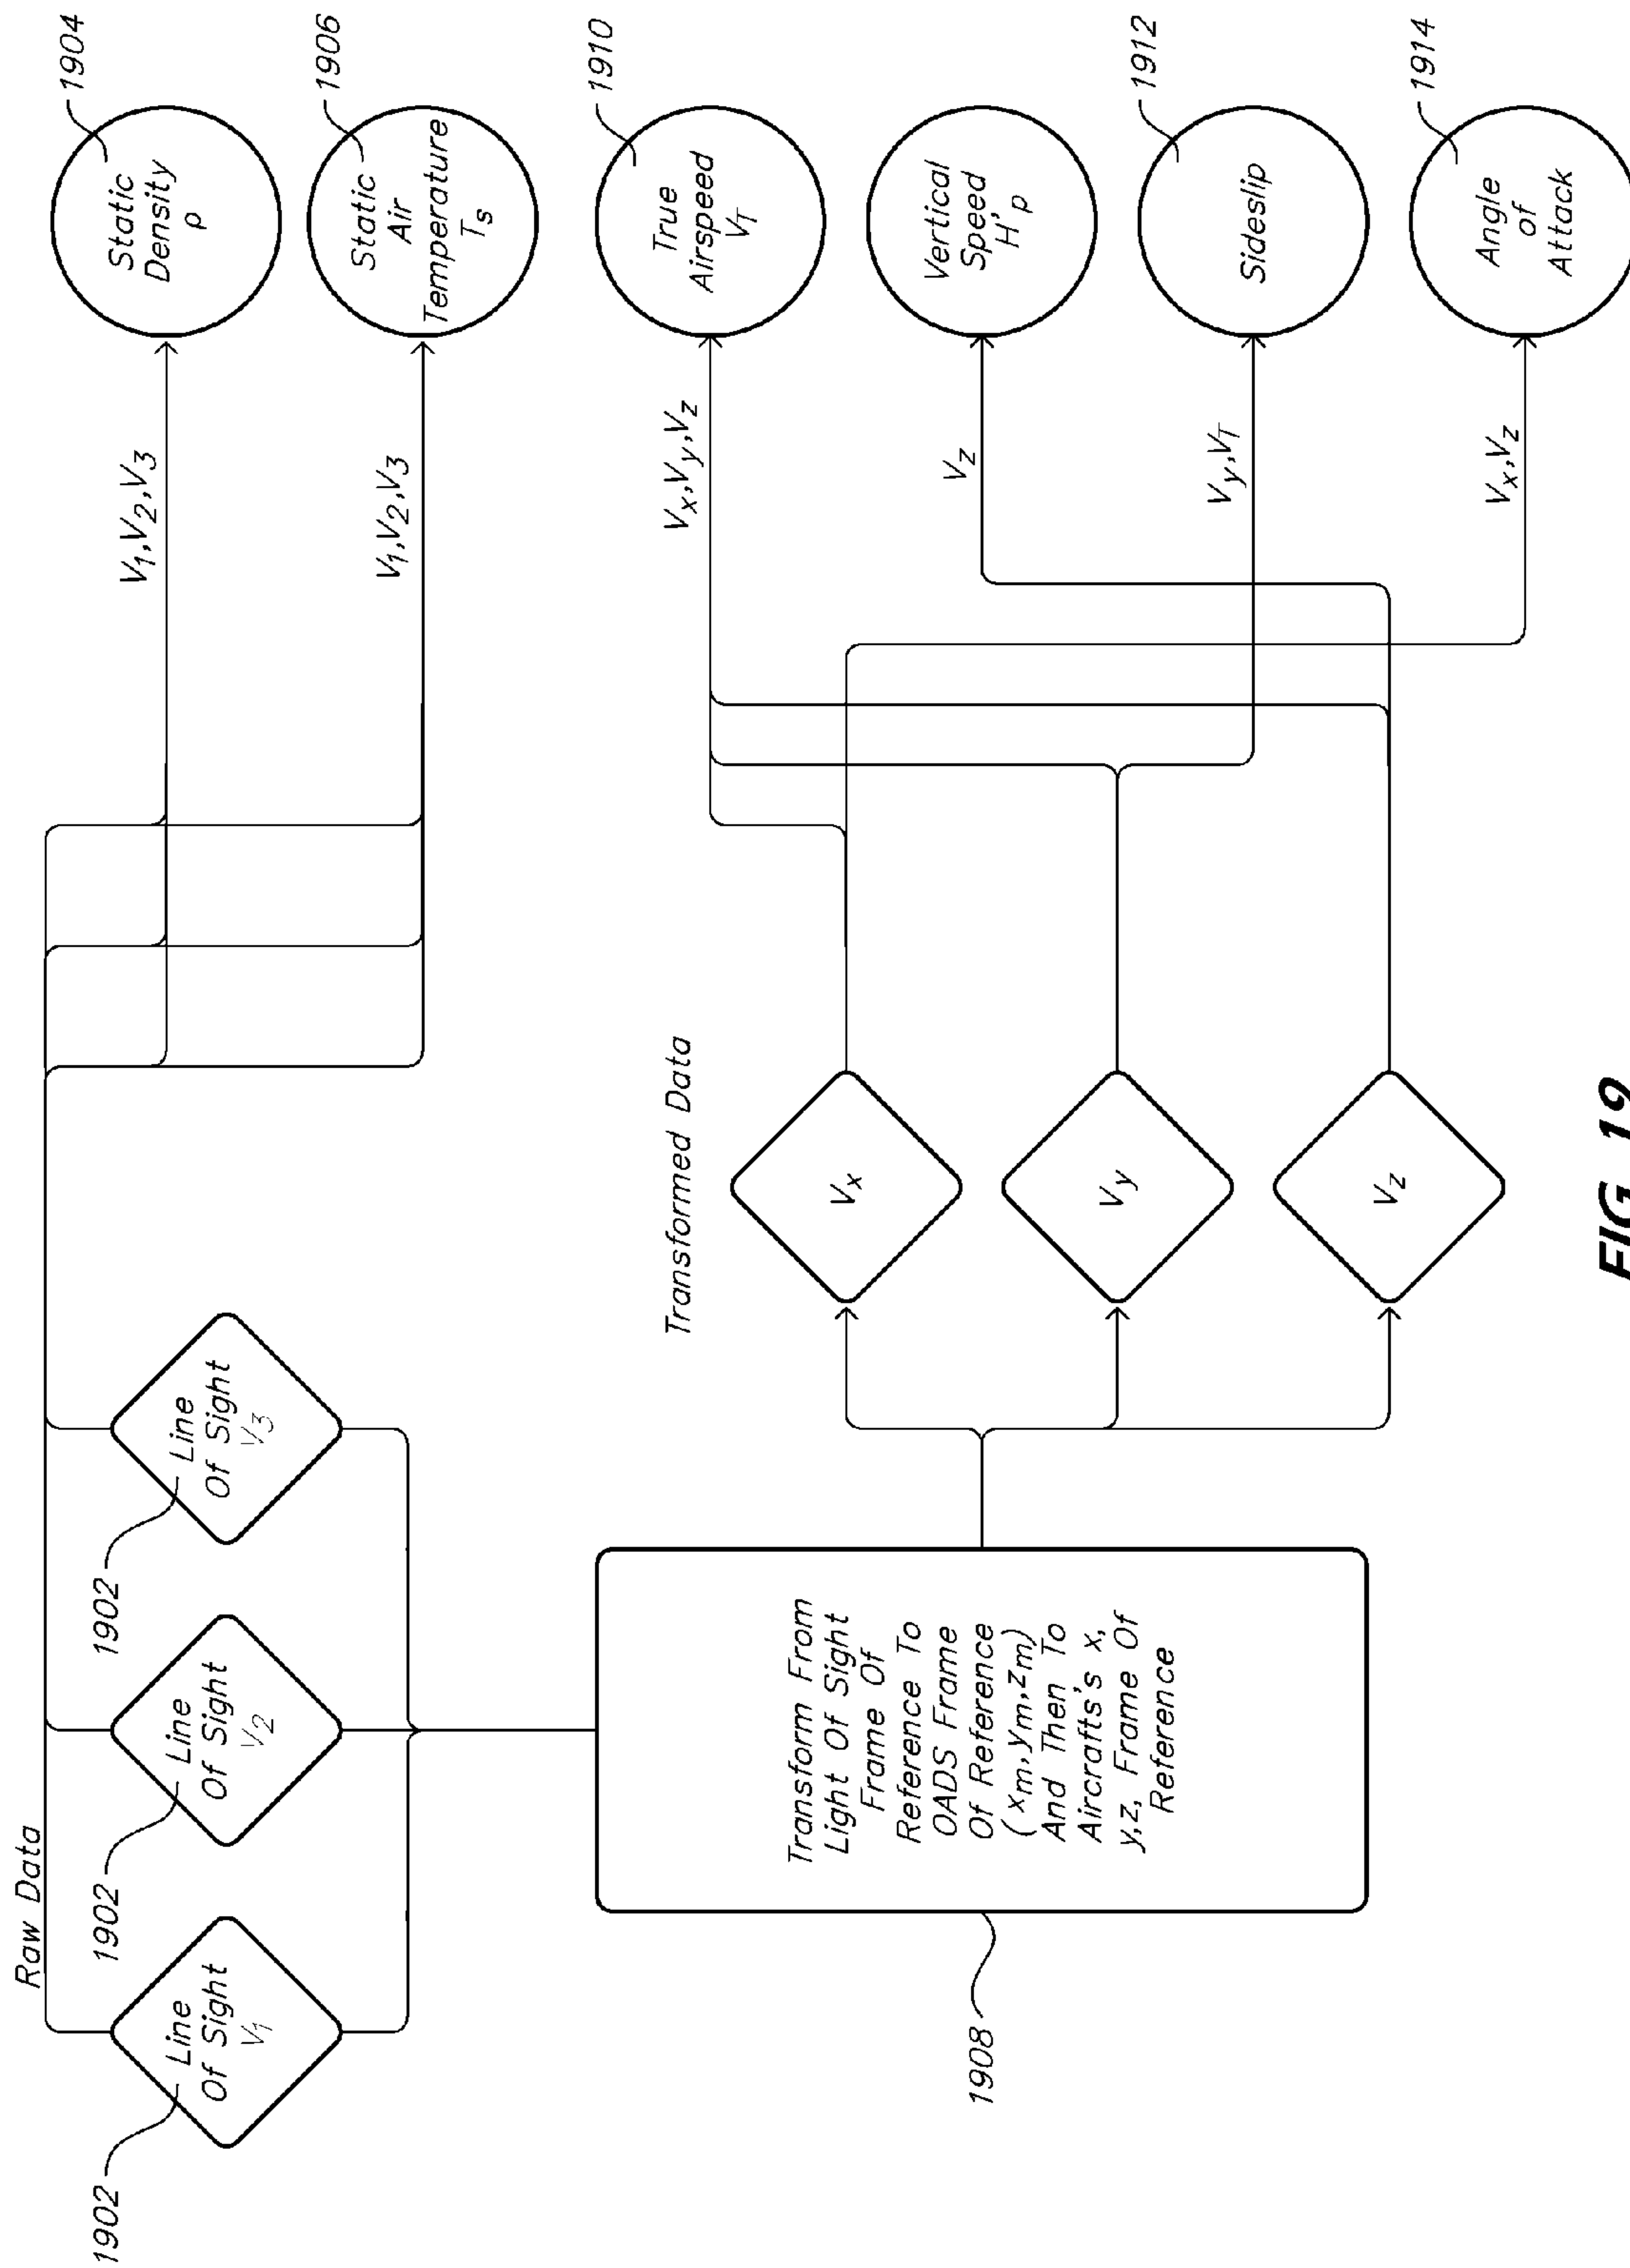 Raw Data
1902
1902
1902
Line
Of Sight
V1
Line
Of Sight
V2
Line
Of Sight
V3
V1,V2,V3
V1,V2,V3
Static
Density
ρ
1904
Static
Air
Temperature
Ts
1906
1908
Transform From
Light Of Sight
Frame Of
Reference To
OADS Frame
Of Reference
(xm,ym,zm)
And Then To
Aircrafts's x,
y,z, Frame Of
Reference
Transformed Data
Vx
Vy
Vz
Vx,Vy,Vz
Vz
Vy,VT
Vx,Vz
True
Airspeed
VT
1910
Vertical
Speed
H'p
Sideslip
1912
Angle
of
Attack
1914
FIG. 19